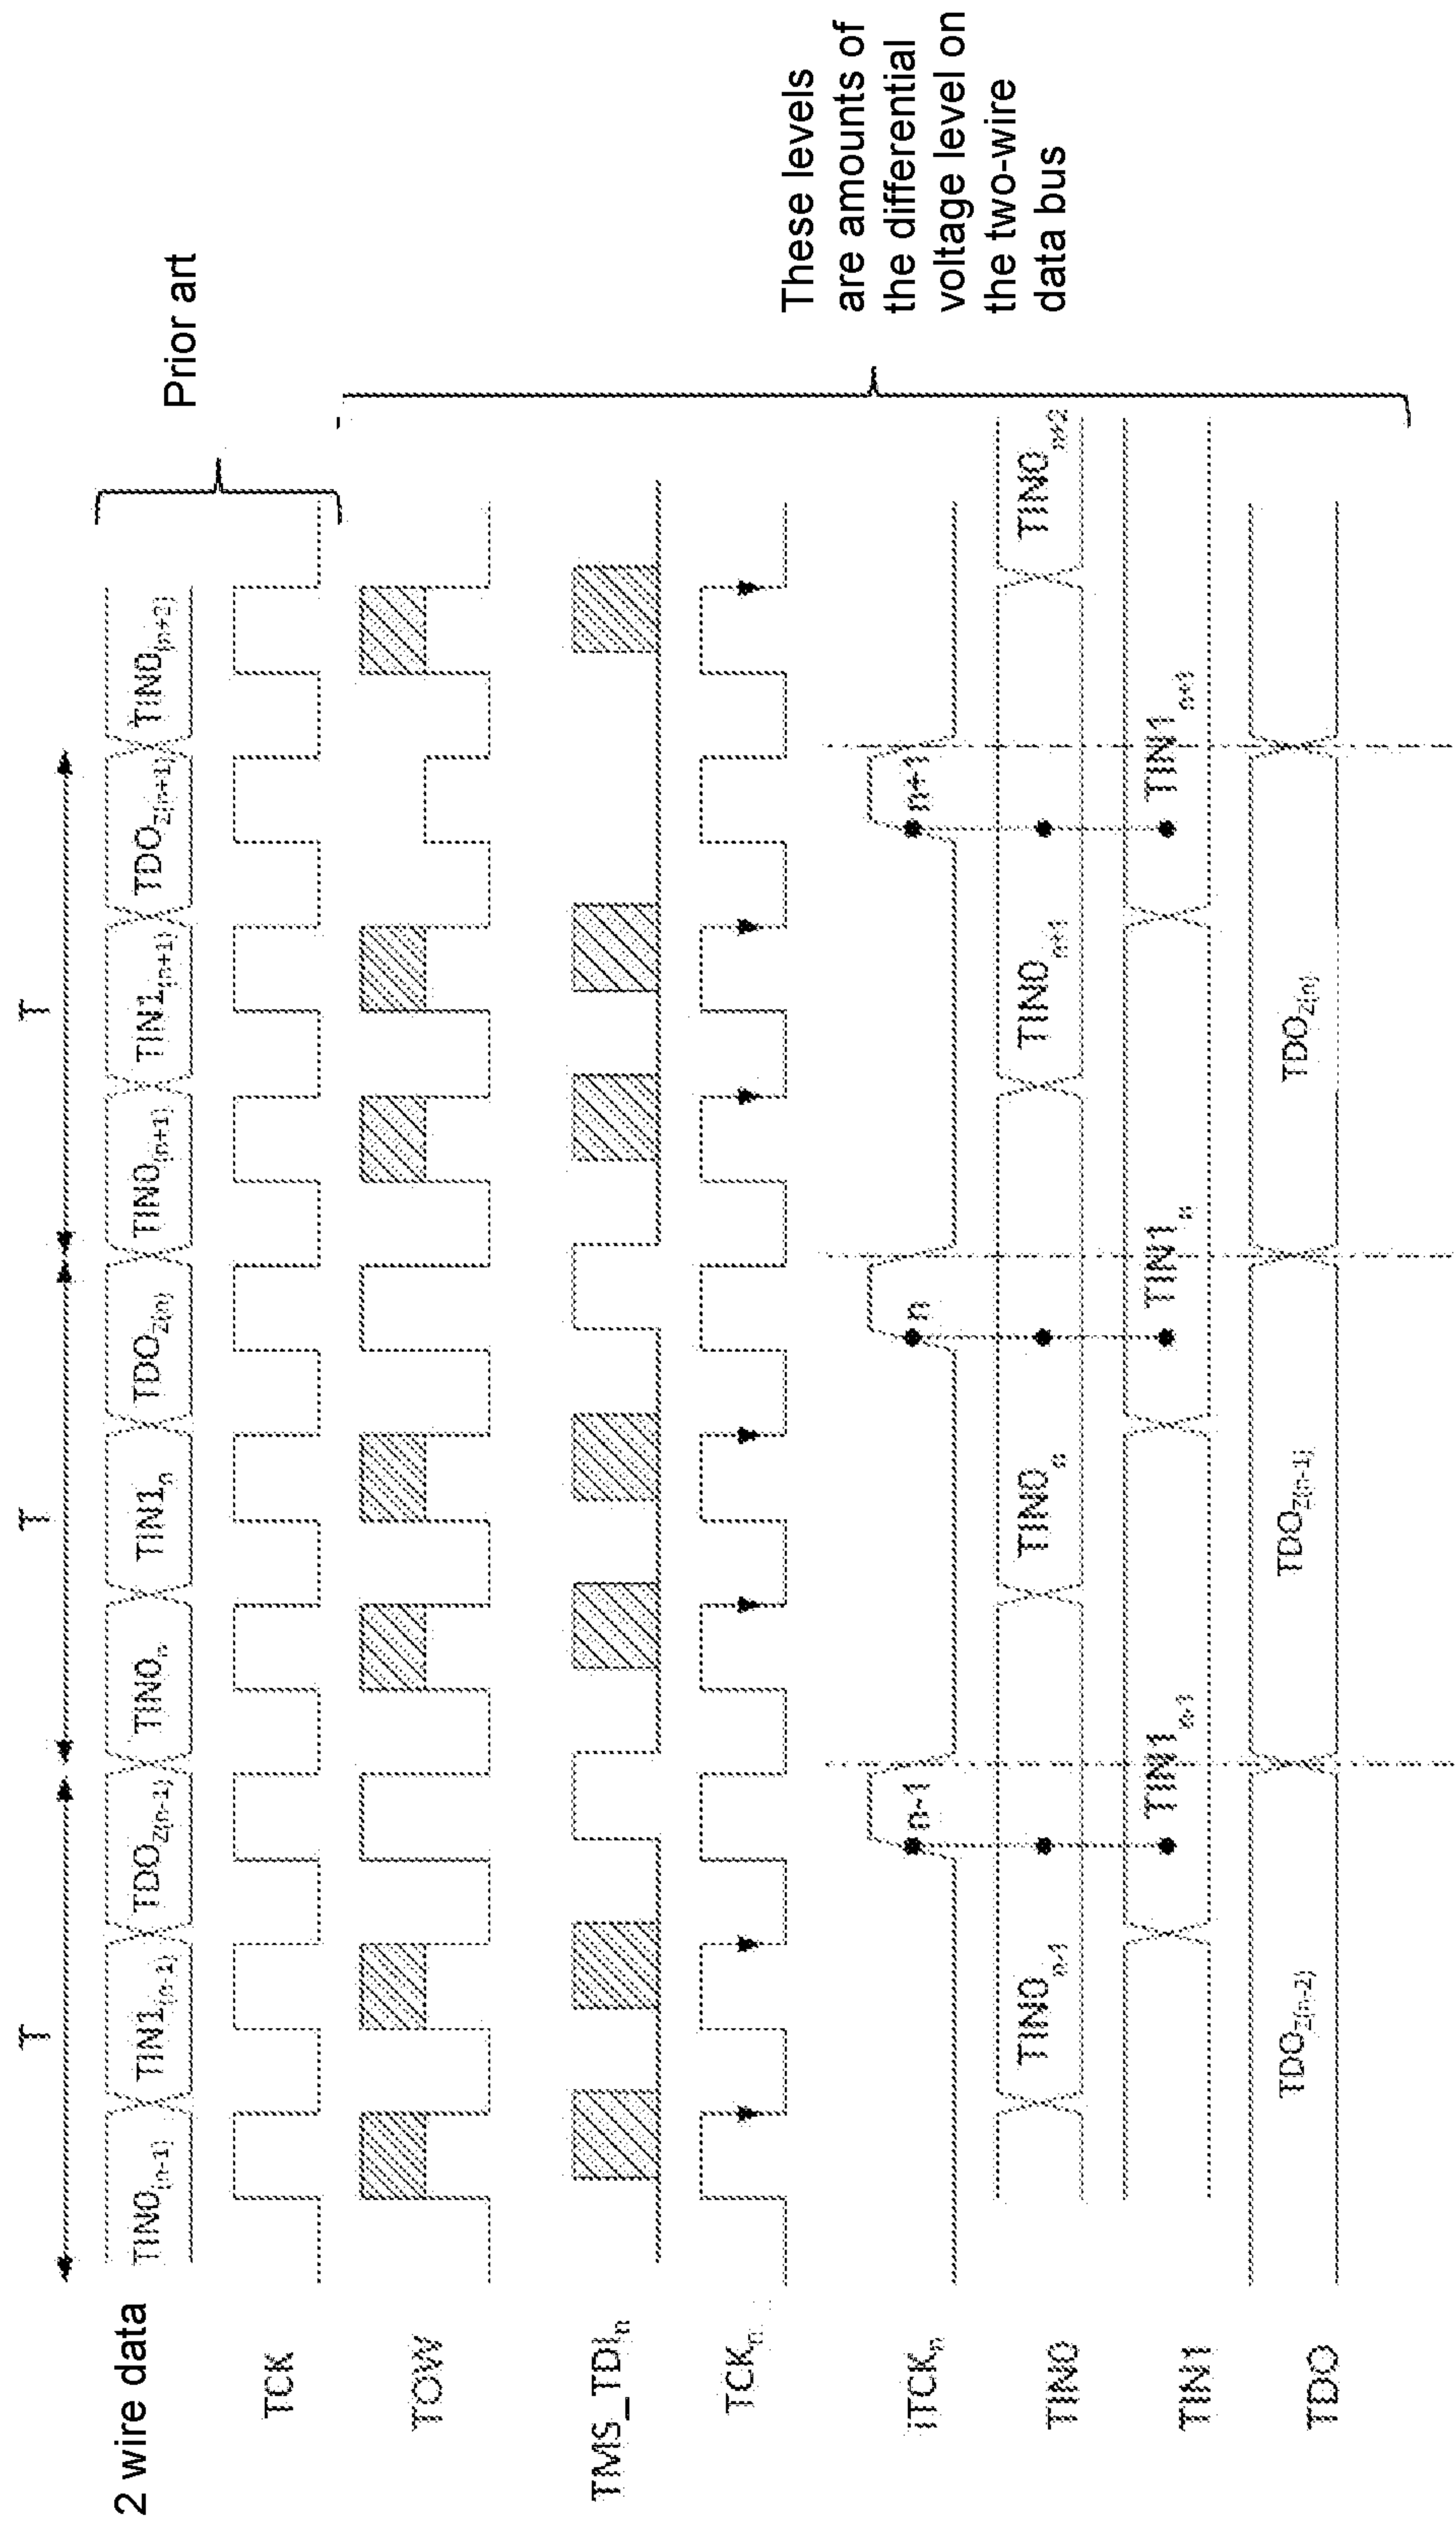 T
T
T
2 wire data
TIN0(n-1)
TIN1(n-1)
TDOZ(n-1)
TIN0n
TIN1n
TDOZ(n)
TIN0(n+1)
TIN1(n+1)
TDOZ(n+1)
TIN0(n+2)
Prior art
TCK
TOW
TMS_TDIn
TCKn
iTCKn
n-1
n
n+1
TIN0
TIN0n-1
TIN0n
TIN0n+1
TIN0n+2
TIN1
TIN1n-1
TIN1n
TIN1n+1
TDO
TDOZ(n-2)
TDOZ(n-1)
TDOZ(n)
These levels
are amounts of
the differential
voltage level on
the two-wire
data bus